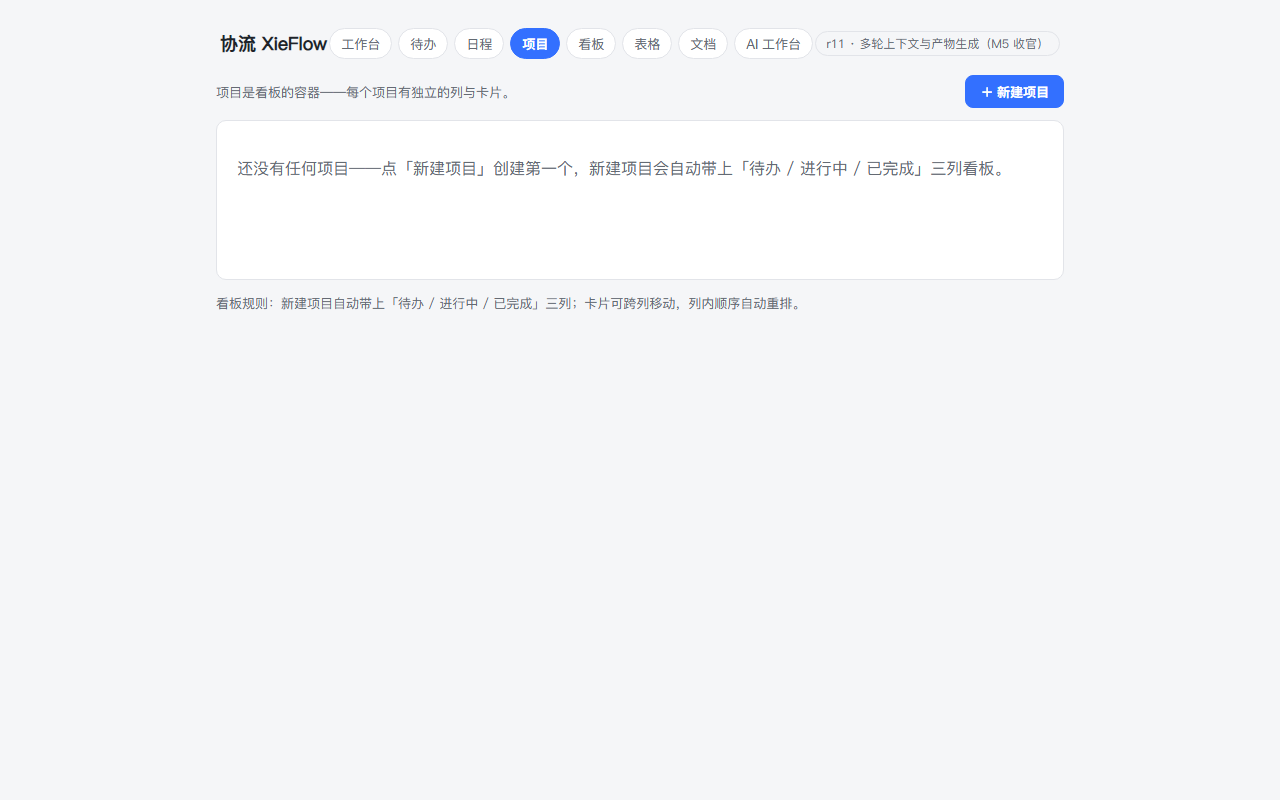 协流 XieFlow 工作台 待办 日程 项目 看板 表格 文档 AI 工作台 r11 · 多轮上下文与产物生成（M5 收官）
项目是看板的容器——每个项目有独立的列与卡片。 ＋ 新建项目
还没有任何项目——点「新建项目」创建第一个，新建项目会自动带上「待办 / 进行中 / 已完成」三列看板。
看板规则：新建项目自动带上「待办 / 进行中 / 已完成」三列；卡片可跨列移动，列内顺序自动重排。